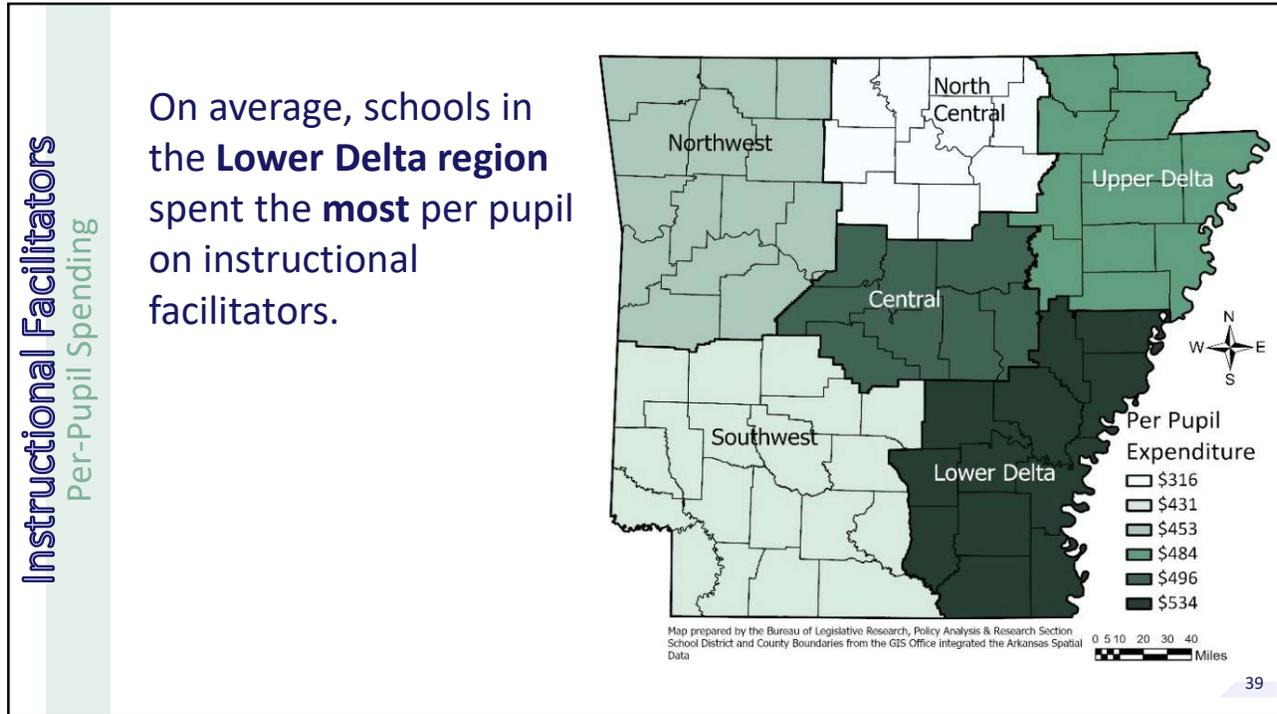 Instructional Facilitators
Per-Pupil Spending
On average, schools in
the Lower Delta region
spent the most per pupil
on instructional
facilitators.
North
Central
Northwest
Upper Delta
Central
Southwest
Lower Delta
N
W E
S
Per Pupil
Expenditure
$316
$431
$453
$484
$496
$534
Map prepared by the Bureau of Legislative Research, Policy Analysis & Research Section
School District and County Boundaries from the GIS Office integrated the Arkansas Spatial
Data
0 5 10 20 30 40
Miles
39